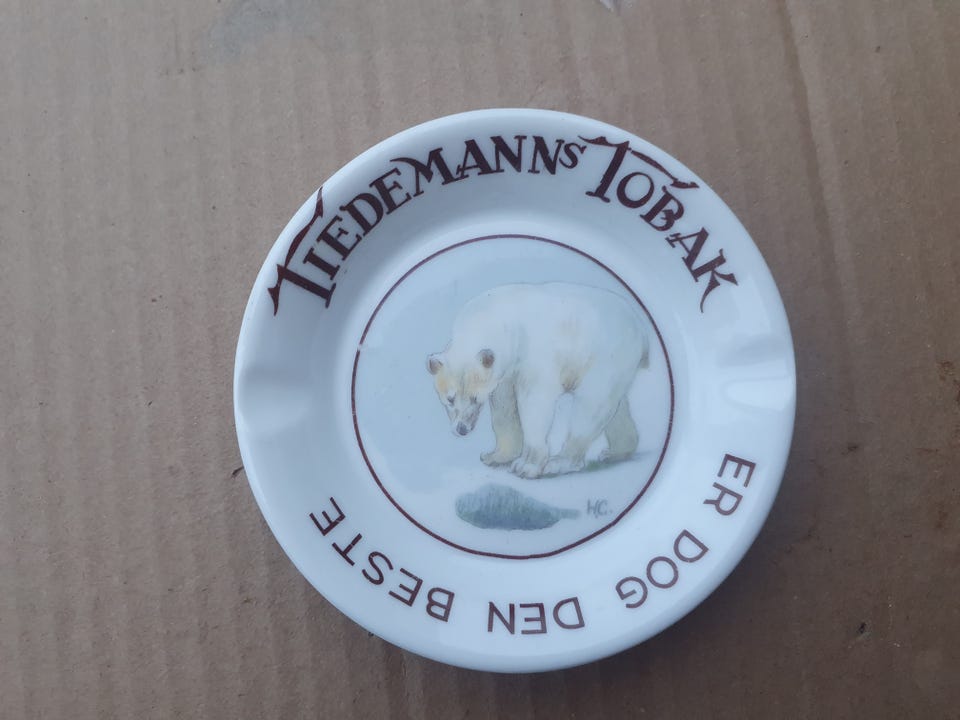 TIEDEMANNS TOBAK
ER DOG DEN BESTE
HC.